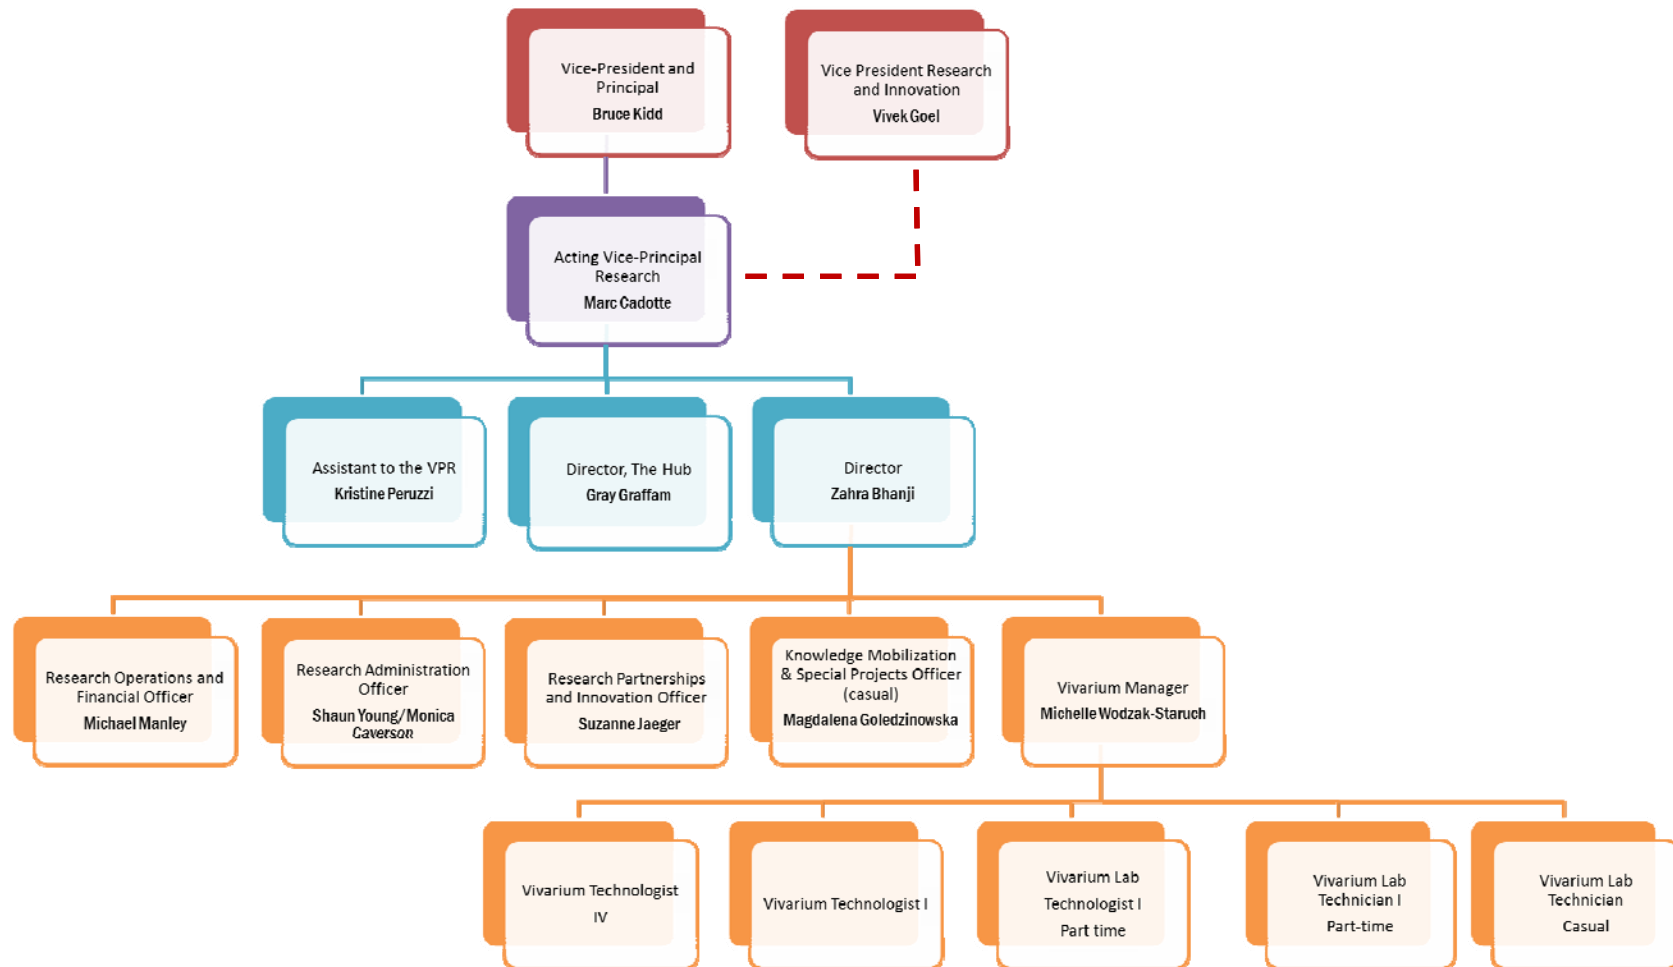 Vice-President and
Principal
Bruce Kidd
Vice President Research
and Innovation
Vivek Goel
Acting Vice-Principal
Research
Marc Cadotte
Assistant to the VPR
Kristine Peruzzi
Director, The Hub
Gray Graffam
Director
Zahra Bhanji
Research Operations and
Financial Officer
Michael Manley
Research Administration
Officer
Shaun Young/Monica
Caverson
Research Partnerships
and Innovation Officer
Suzanne Jaeger
Knowledge Mobilization
& Special Projects Officer
(casual)
Magdalena Goledzinowska
Vivarium Manager
Michelle Wodzak-Staruch
Vivarium Technologist
IV
Vivarium Technologist I
Vivarium Lab
Technologist I
Part time
Vivarium Lab
Technician I
Part-time
Vivarium Lab
Technician
Casual